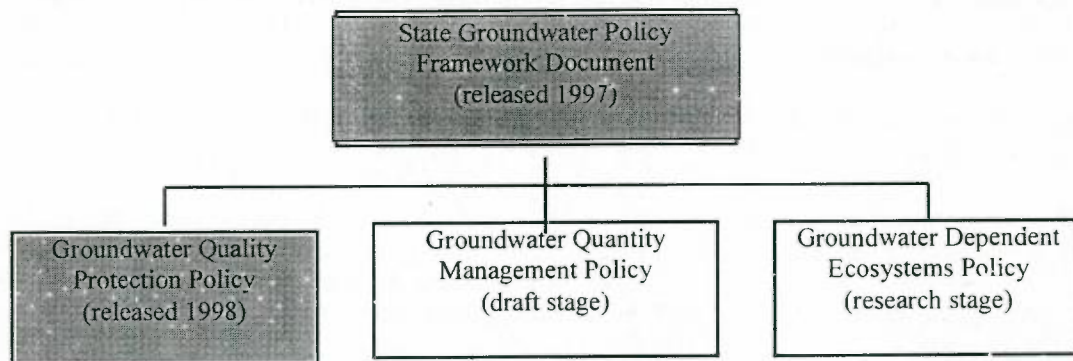 State Groundwater Policy
Framework Document
(released 1997)
Groundwater Quality
Protection Policy
(released 1998)
Groundwater Quantity
Management Policy
(draft stage)
Groundwater Dependent
Ecosystems Policy
(research stage)